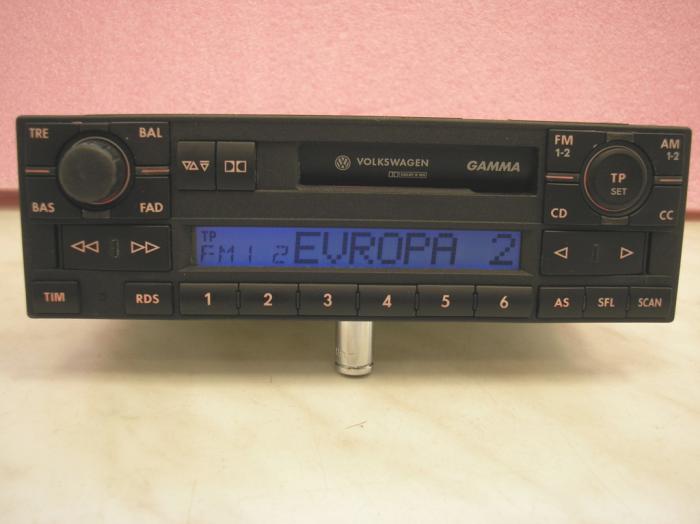 TRE BAL
BAS FAD
VOLKSWAGEN GAMMA
FM AM
1-2 1-2
TP
SET
CD CC
TP
FM1 2 EVROPA 2
TIM RDS 1 2 3 4 5 6 AS SFL SCAN